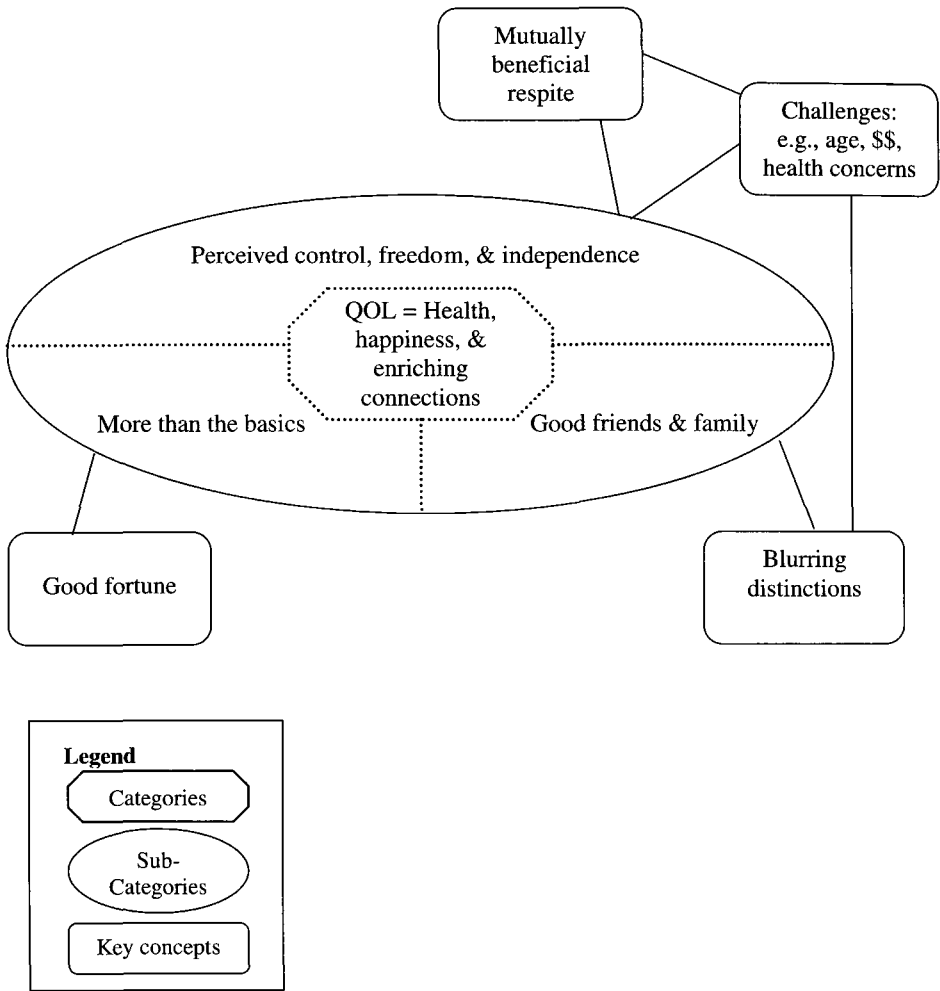 Mutually
beneficial
respite
Challenges:
e.g., age, $$,
health concerns
Perceived control, freedom, & independence
QOL = Health,
happiness, &
enriching
connections
More than the basics
Good friends & family
Good fortune
Blurring
distinctions
Legend
Categories
Sub-
Categories
Key concepts